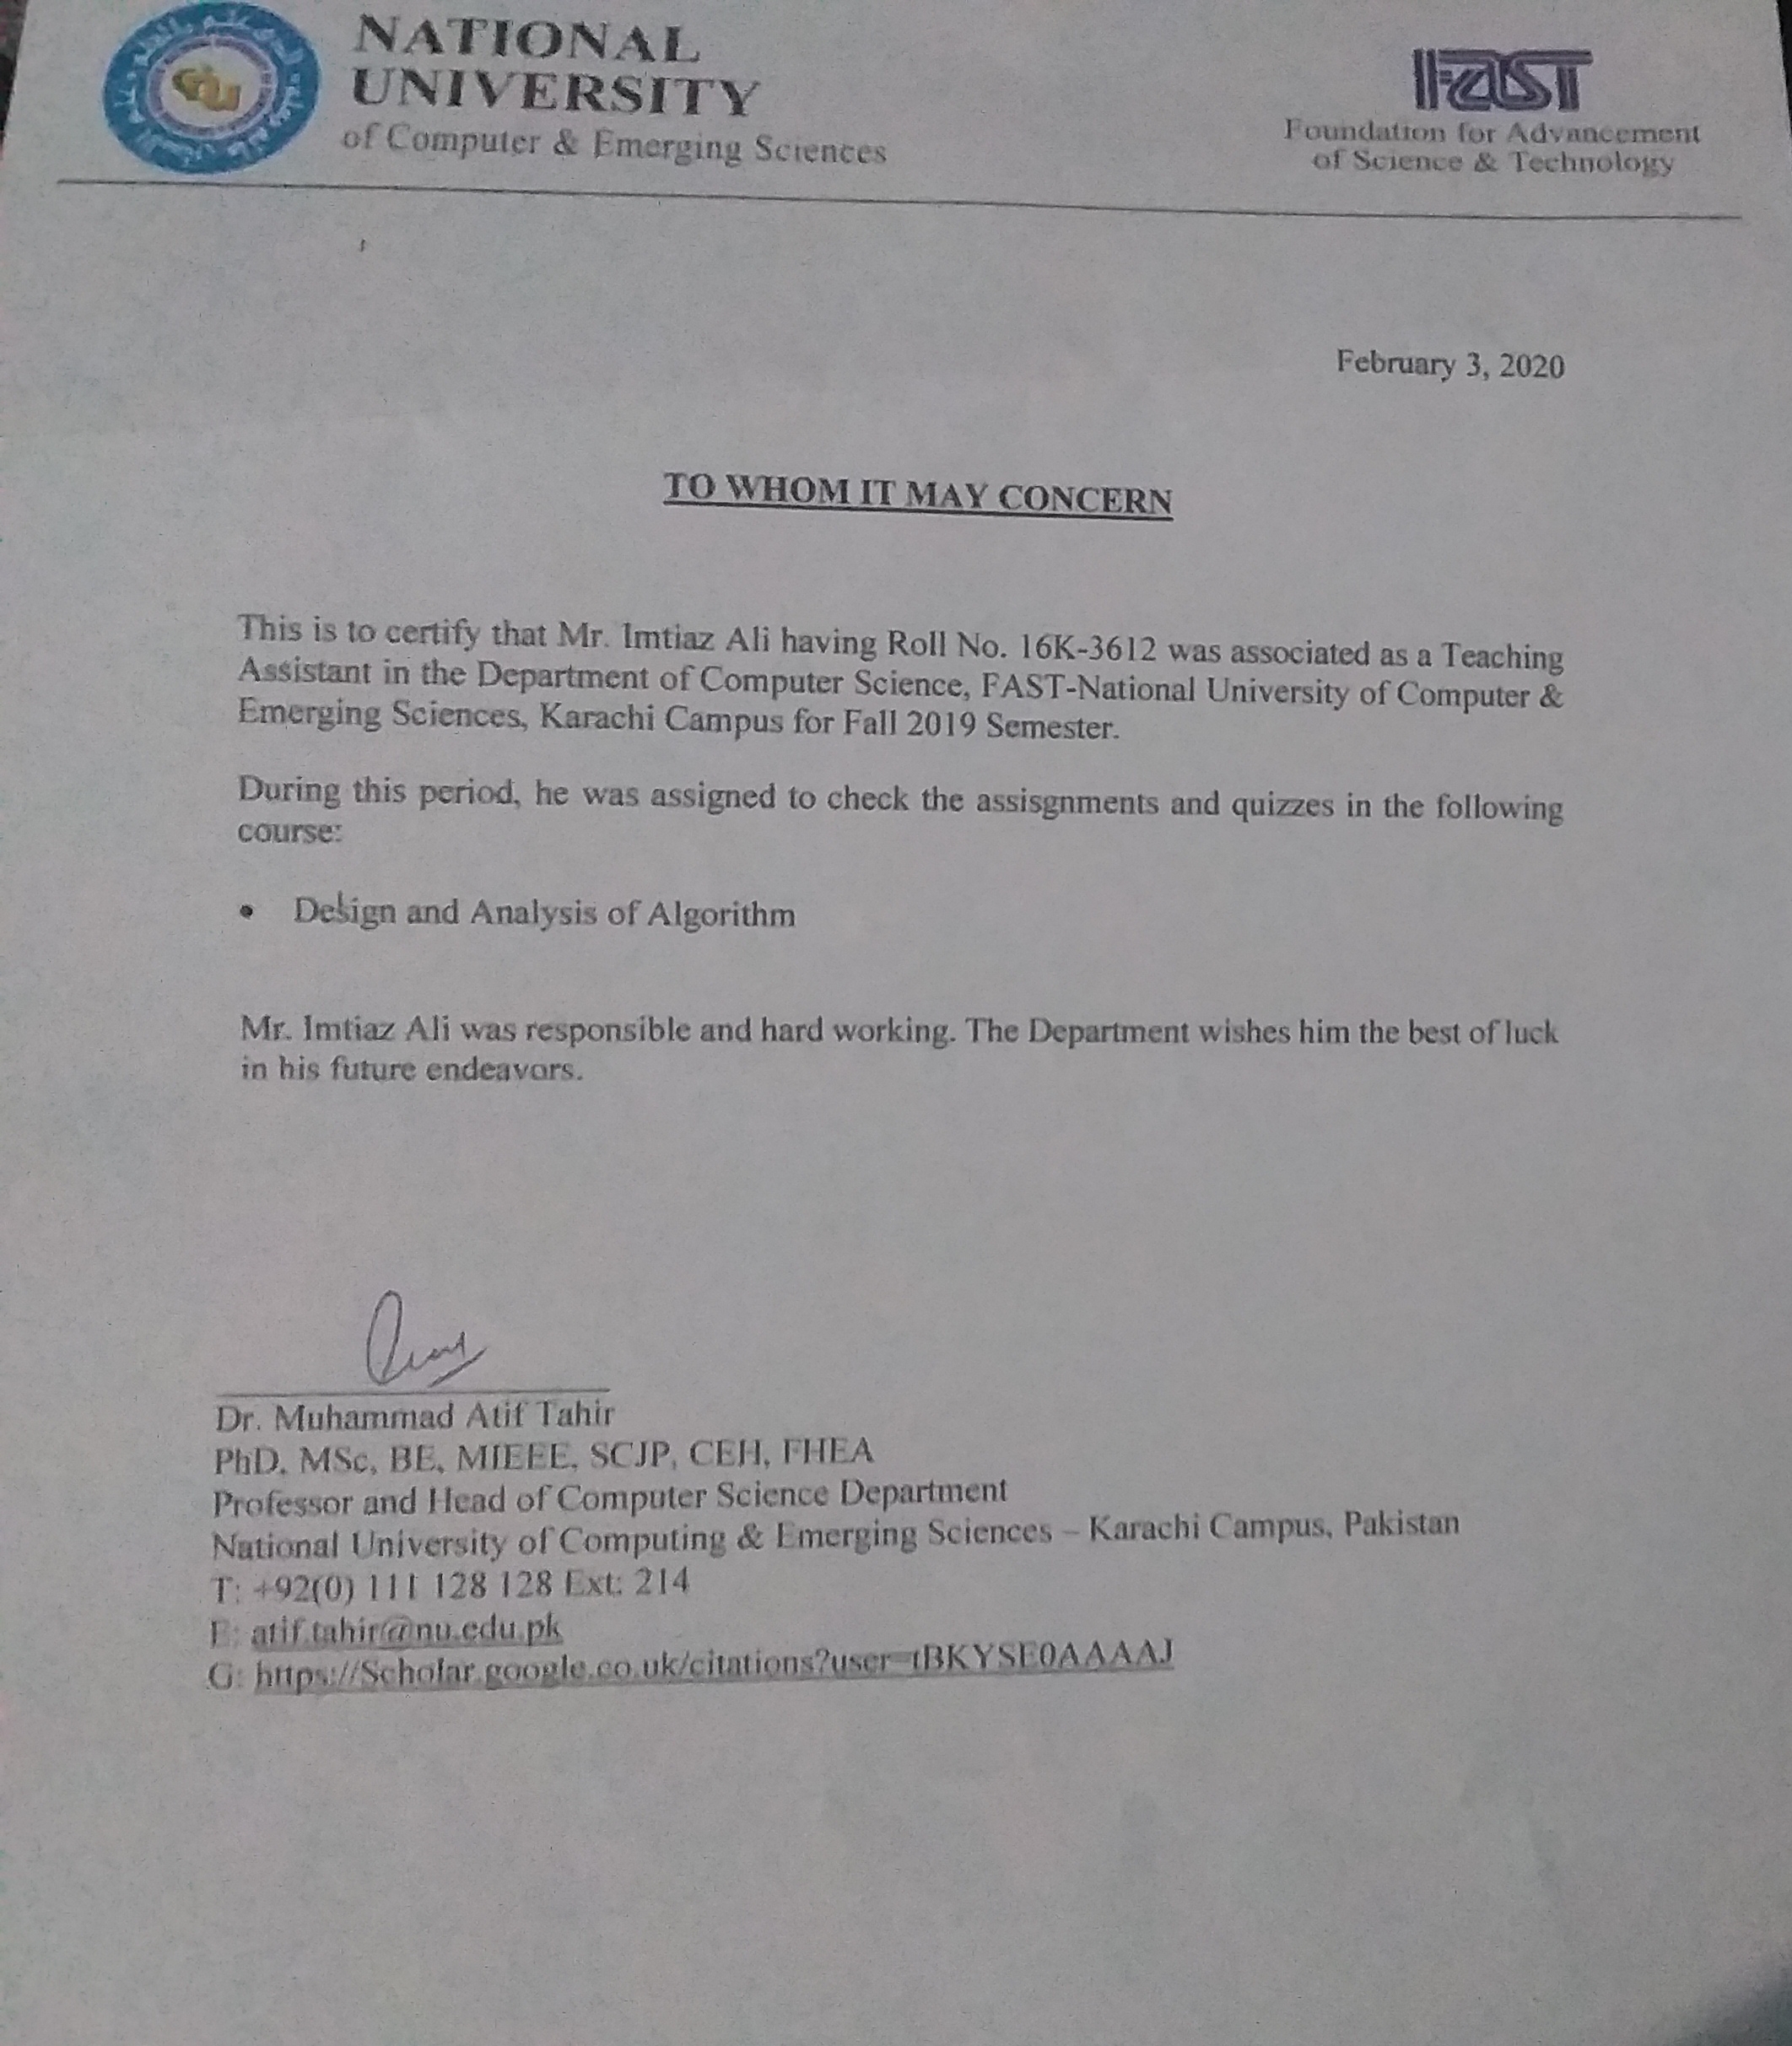 NATIONAL
UNIVERSITY
of Computer & Emerging Sciences
FAST
Foundation for Advancement
of Science & Technology
February 3, 2020
TO WHOM IT MAY CONCERN
This is to certify that Mr. Imtiaz Ali having Roll No. 16K-3612 was associated as a Teaching
Assistant in the Department of Computer Science, FAST-National University of Computer &
Emerging Sciences, Karachi Campus for Fall 2019 Semester.
During this period, he was assigned to check the assisgnments and quizzes in the following
course:
• Design and Analysis of Algorithm
Mr. Imtiaz Ali was responsible and hard working. The Department wishes him the best of luck
in his future endeavors.
Dr. Muhammad Atif Tahir
PhD, MSc, BE, MIEEE, SCJP, CEH, FHEA
Professor and Head of Computer Science Department
National University of Computing & Emerging Sciences – Karachi Campus, Pakistan
T: +92(0) 111 128 128 Ext: 214
E: atif.tahir@nu.edu.pk
G: https://Scholar.google.co.uk/citations?user=tBKYSE0AAAAJ